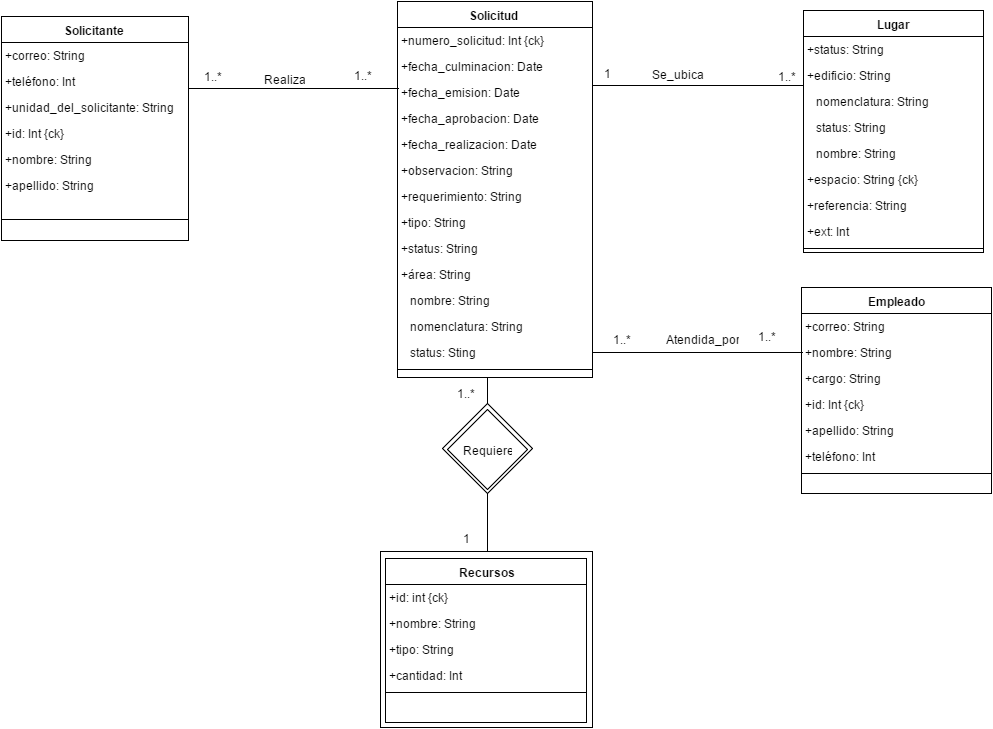 Solicitante
+correo: String
+teléfono: Int
+unidad_del_solicitante: String
+id: Int {ck}
+nombre: String
+apellido: String
1..*
Realiza
1..*
Solicitud
+numero_solicitud: Int {ck}
+fecha_culminacion: Date
+fecha_emision: Date
+fecha_aprobacion: Date
+fecha_realizacion: Date
+observacion: String
+requerimiento: String
+tipo: String
+status: String
+área: String
nombre: String
nomenclatura: String
status: Sting
1
Se_ubica
1..*
Lugar
+status: String
+edificio: String
nomenclatura: String
status: String
nombre: String
+espacio: String {ck}
+referencia: String
+ext: Int
1..*
Atendida_por
1..*
Empleado
+correo: String
+nombre: String
+cargo: String
+id: Int {ck}
+apellido: String
+teléfono: Int
1..*
Requiere
1
Recursos
+id: int {ck}
+nombre: String
+tipo: String
+cantidad: Int